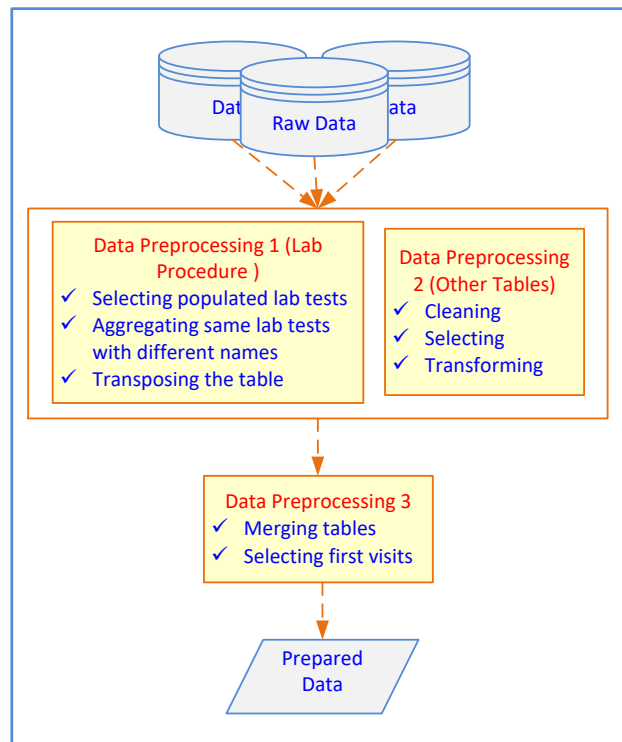 Dat
Raw Data
ata
Data Preprocessing 1 (Lab
Procedure )
✓ Selecting populated lab tests
✓ Aggregating same lab tests
with different names
✓ Transposing the table
Data Preprocessing
2 (Other Tables)
✓ Cleaning
✓ Selecting
✓ Transforming
Data Preprocessing 3
✓ Merging tables
✓ Selecting first visits
Prepared
Data